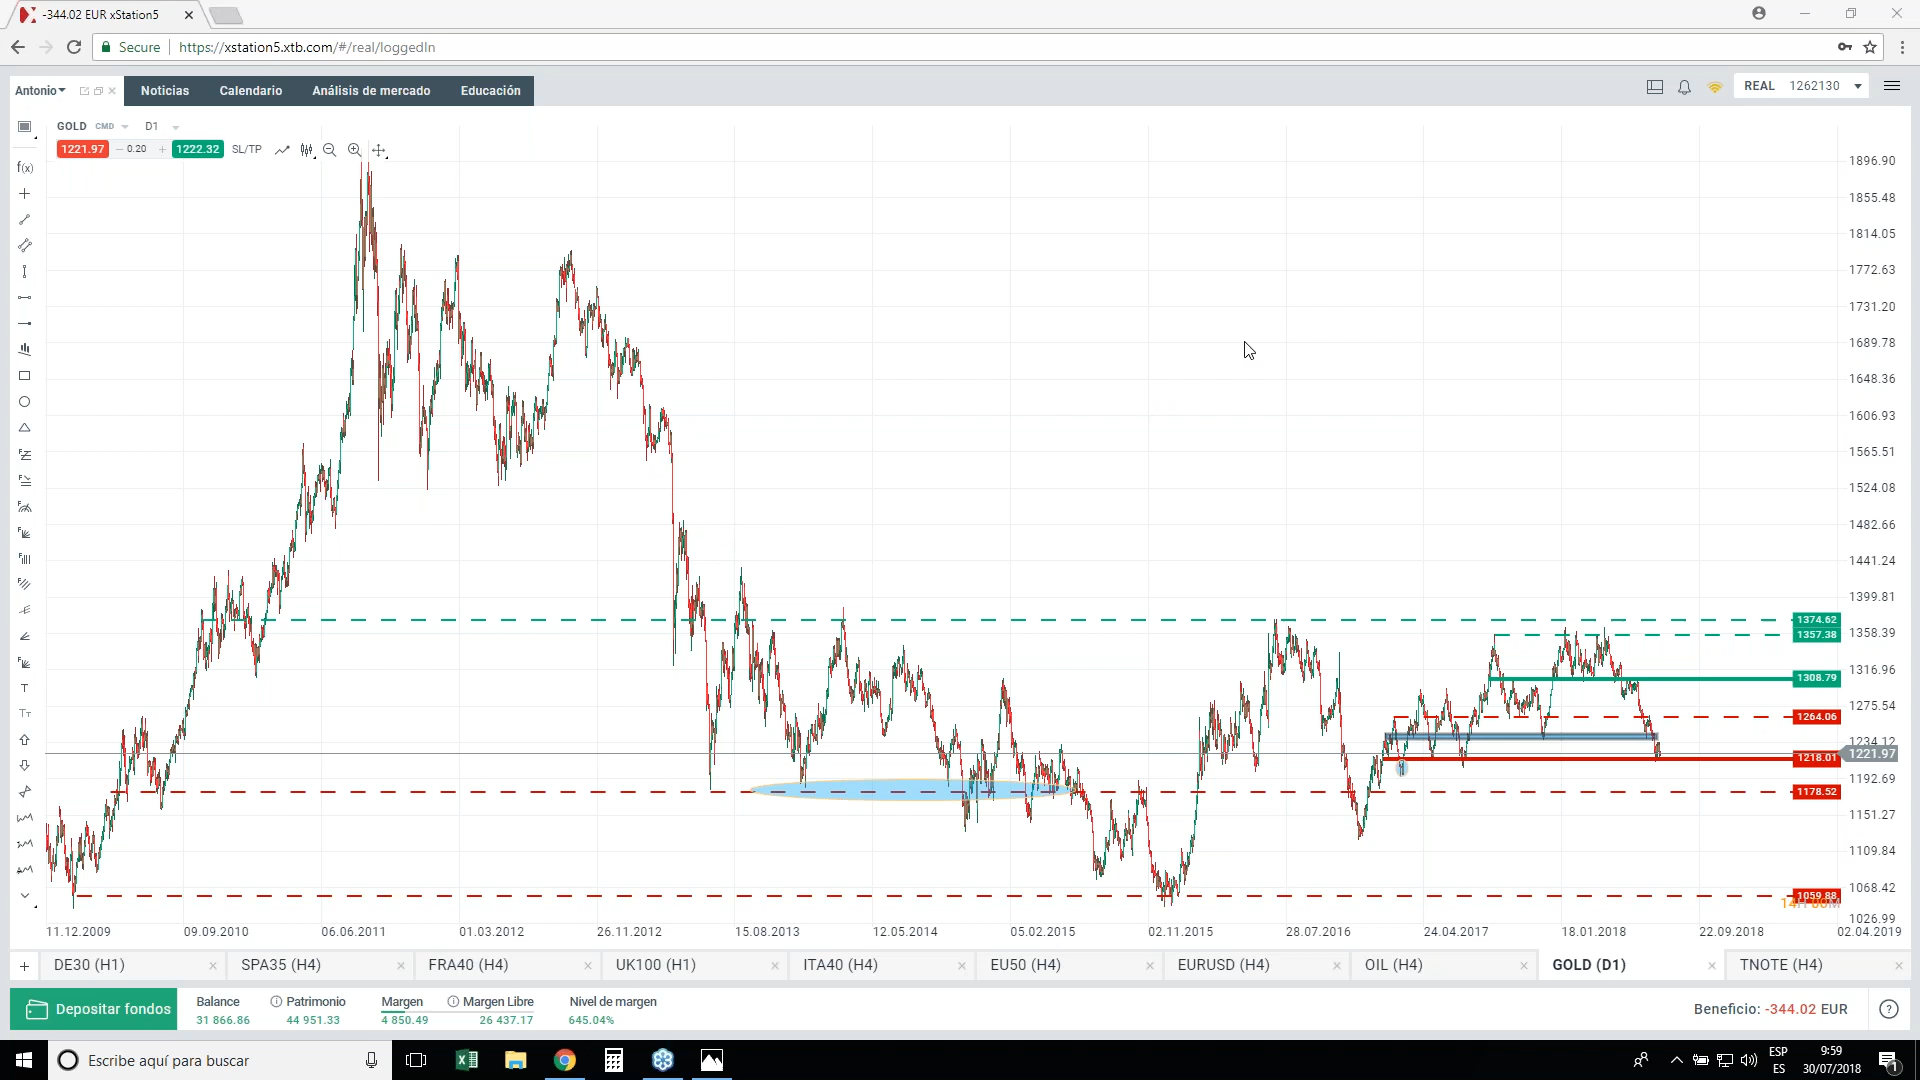 -344.02 EUR xStation5
Secure
https://xstation5.xtb.com/#/real/loggedIn
Antonio
Noticias
Calendario
Análisis de mercado
Educación
REAL 1262130
GOLD CMD D1
1221.97 0.20 1222.32 SL/TP
f(x)
T
1896.90
1855.48
1814.05
1772.63
1731.20
1689.78
1648.36
1606.93
1565.51
1524.08
1482.66
1441.24
1399.81
1374.62
1357.38
1358.39
1316.96
1308.79
1275.54
1264.06
1234.12
1221.97
1218.01
1192.69
1178.52
1151.27
1109.84
1068.42
1059.88
1026.99
11.12.2009 09.09.2010 06.06.2011 01.03.2012 26.11.2012 15.08.2013 12.05.2014 05.02.2015 02.11.2015 28.07.2016 24.04.2017 18.01.2018 22.09.2018 02.04.2019
DE30 (H1) SPA35 (H4) FRA40 (H4) UK100 (H1) ITA40 (H4) EU50 (H4) EURUSD (H4) OIL (H4) GOLD (D1) TNOTE (H4)
Depositar fondos
Balance Patrimonio Margen Margen Libre Nivel de margen
31 866.86 44 951.33 4 850.49 26 437.17 645.04%
Beneficio: -344.02 EUR
Escribe aquí para buscar
ESP
ES
9:59
30/07/2018
1